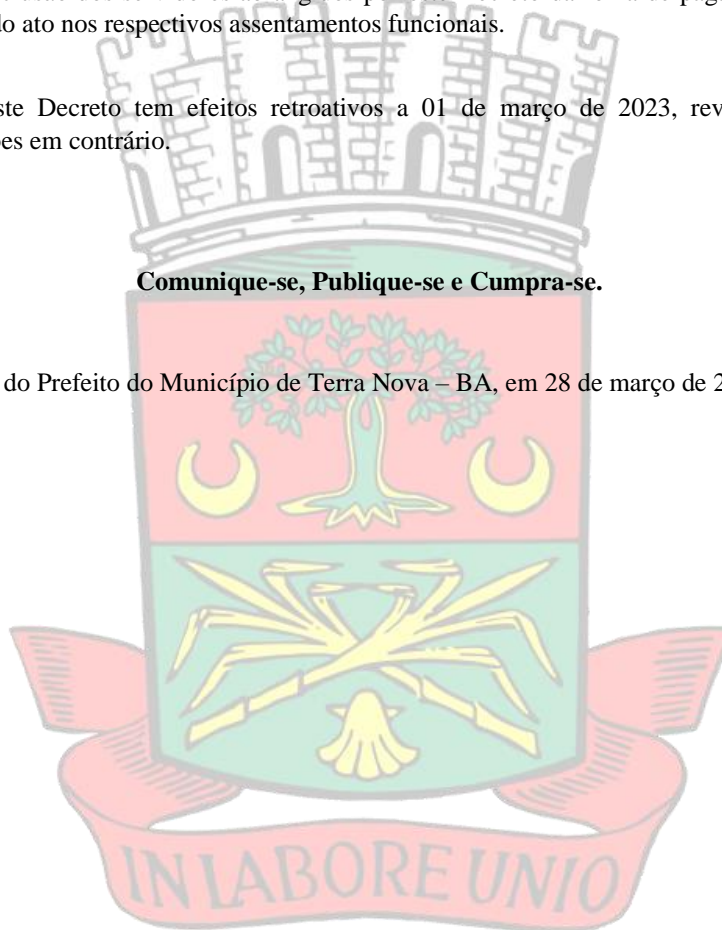 dos servidores
do ato nos respectivos assentamentos funcionais.
ste Decreto tem efeitos retroativos a 01 de março de 2023, rev
es em contrário.
Comunique-se, Publique-se e Cumpra-se.
do Prefeito do Município de Terra Nova – BA, em 28 de março de 2
IN LABORE UNIO